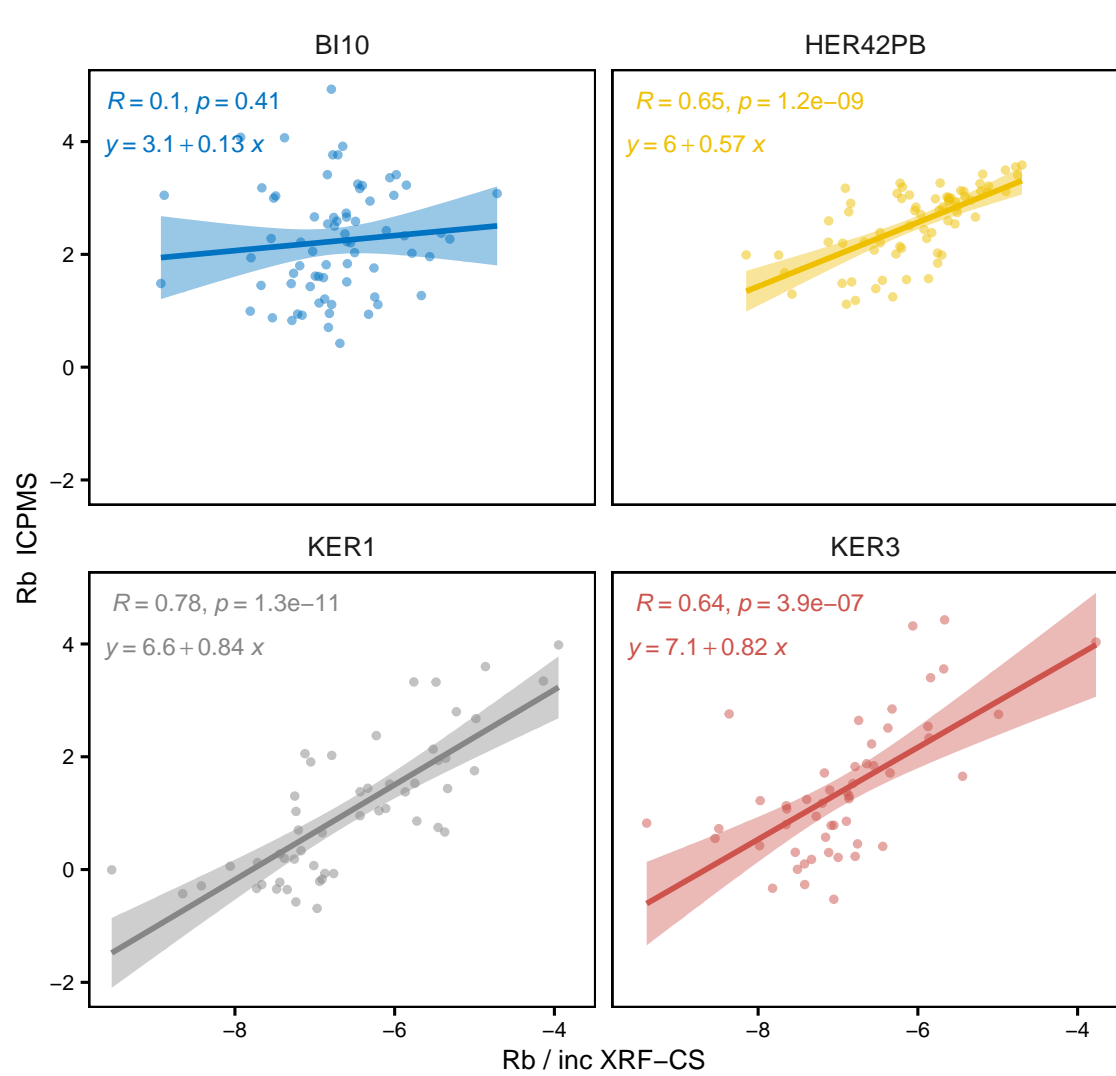 BI10
HER42PB
R = 0.1, p = 0.41
y = 3.1 + 0.13 x
R = 0.65, p = 1.2e−09
y = 6 + 0.57 x
4
2
0
−2
KER1
KER3
R = 0.78, p = 1.3e−11
y = 6.6 + 0.84 x
R = 0.64, p = 3.9e−07
y = 7.1 + 0.82 x
4
2
0
−2
Rb ICPMS
−8 −6 −4 −8 −6 −4
Rb / inc XRF−CS